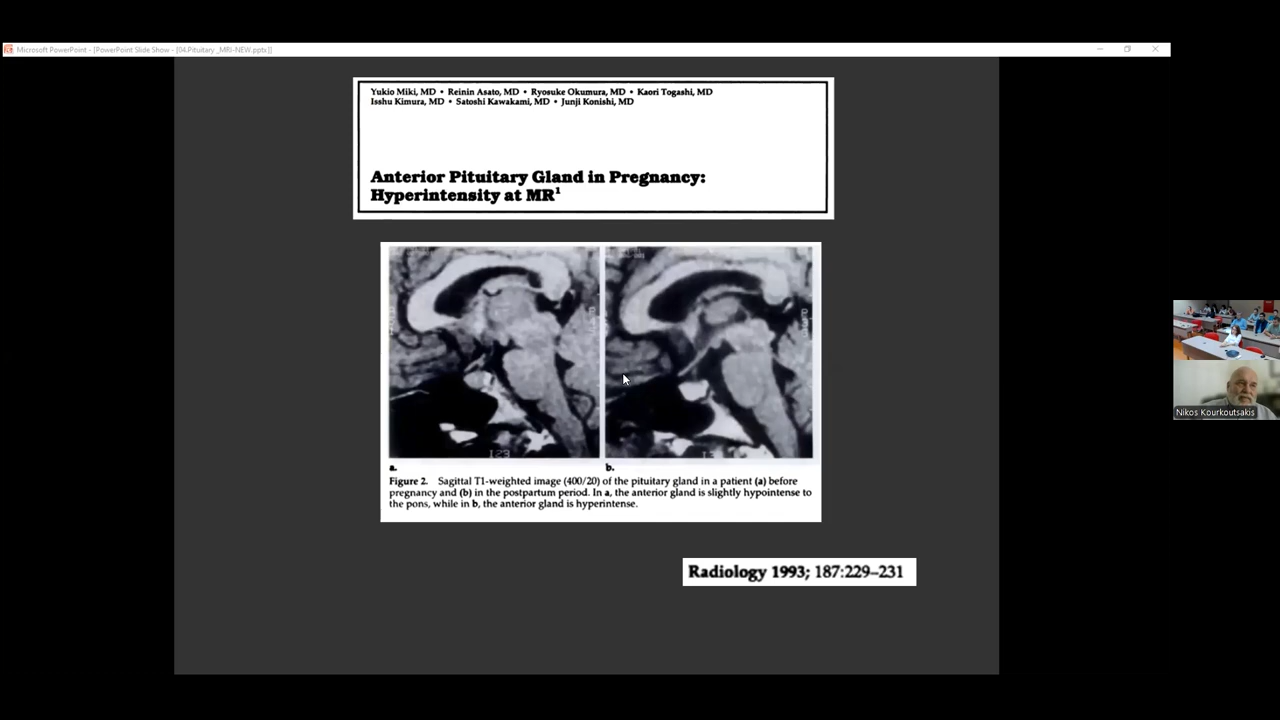 Microsoft PowerPoint - [PowerPoint Slide Show - [04.Pituitary _MRI-NEW.pptx]]
Yukio Miki, MD • Reinin Asato, MD • Ryosuke Okumura, MD • Kaori Togashi, MD
Isshu Kimura, MD • Satoshi Kawakami, MD • Junji Konishi, MD
Anterior Pituitary Gland in Pregnancy:
Hyperintensity at MR¹
a. b.
Figure 2. Sagittal T1-weighted image (400/20) of the pituitary gland in a patient (a) before
pregnancy and (b) in the postpartum period. In a, the anterior gland is slightly hypointense to
the pons, while in b, the anterior gland is hyperintense.
Radiology 1993; 187:229–231
Nikos Kourkoutsakis